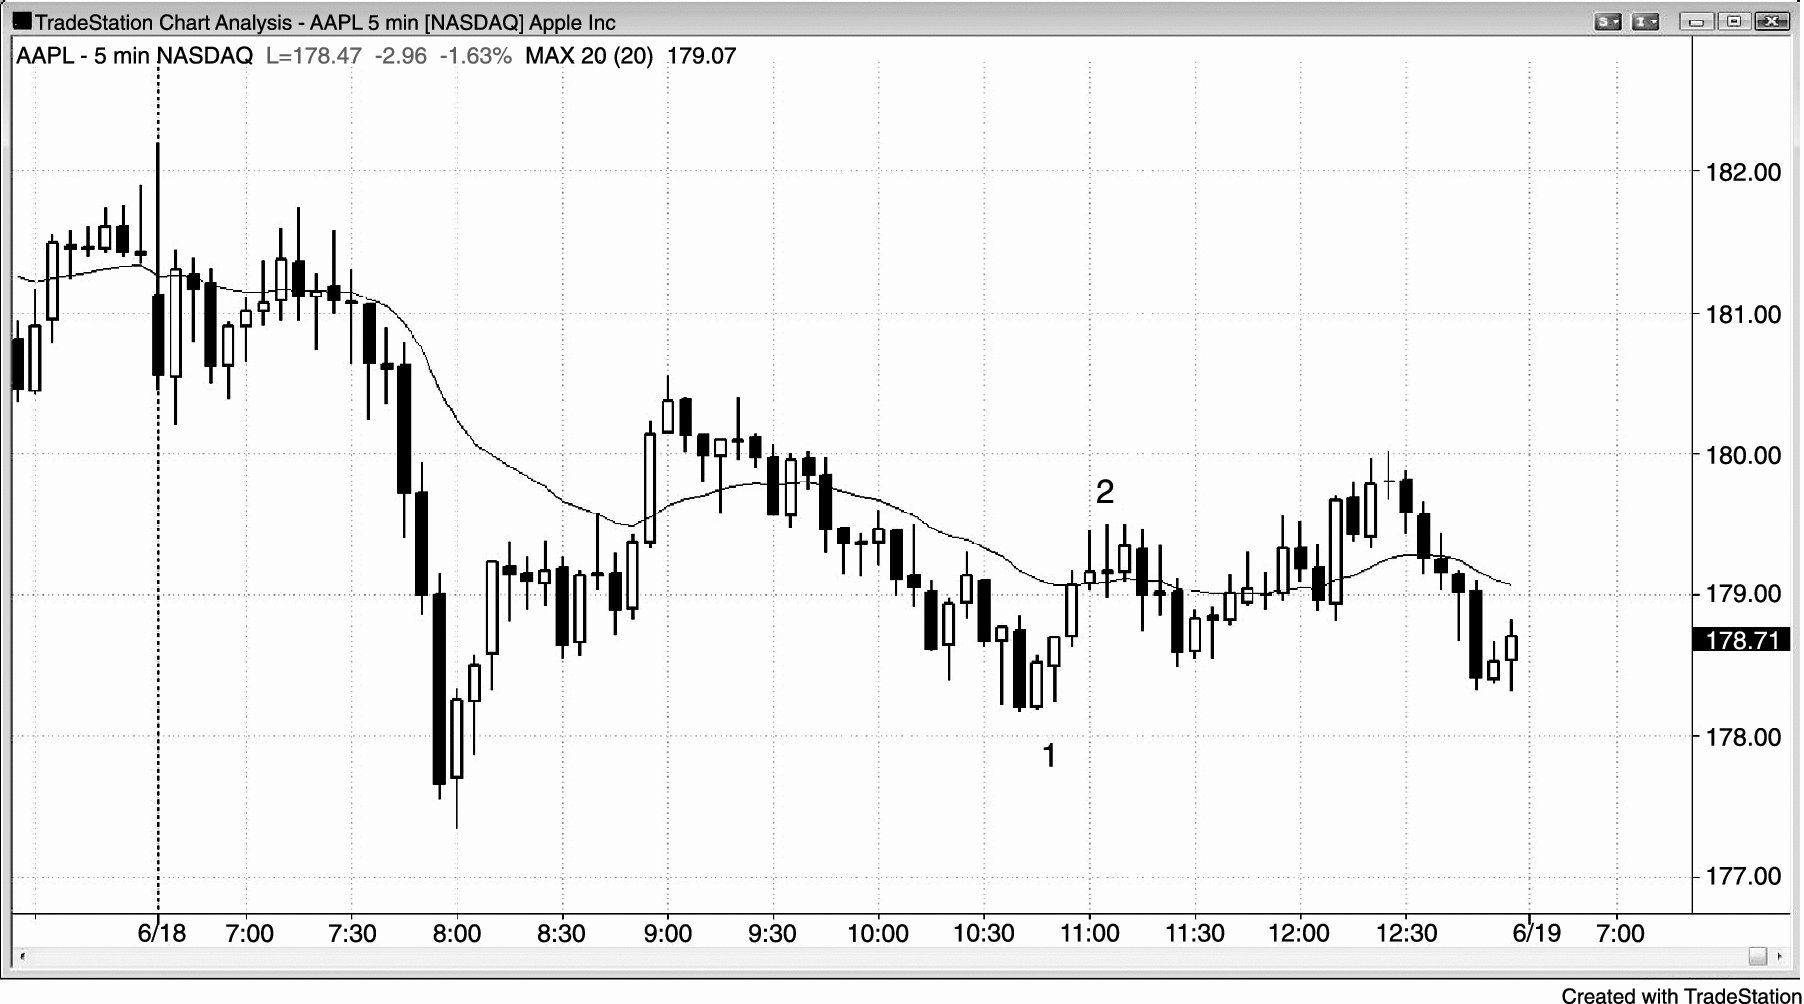 TradeStation Chart Analysis - AAPL 5 min [NASDAQ] Apple Inc
AAPL - 5 min NASDAQ L=178.47 -2.96 -1.63% MAX 20 (20) 179.07
182.00
181.00
180.00
2
179.00
178.71
1
178.00
177.00
6/18 7:00 7:30 8:00 8:30 9:00 9:30 10:00 10:30 11:00 11:30 12:00 12:30 6/19 7:00
Created with TradeStation